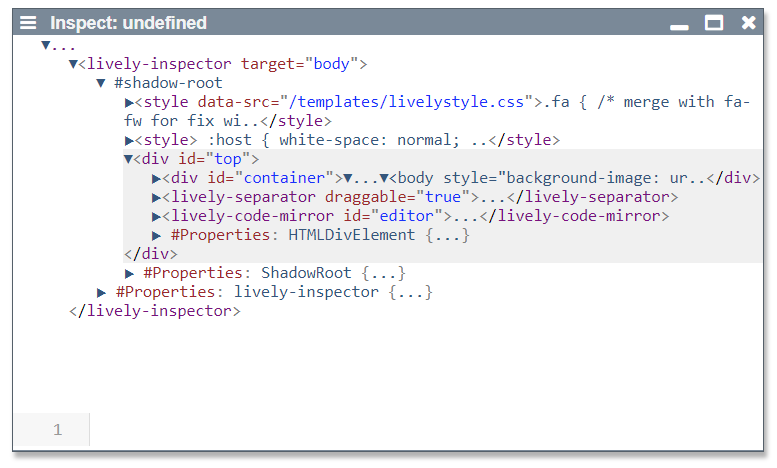 Inspect: undefined
▼...
▼<lively-inspector target="body">
▼ #shadow-root
▶<style data-src="/templates/livelystyle.css">.fa { /* merge with fa-
fw for fix wi..</style>
▶<style> :host { white-space: normal; ..</style>
▼<div id="top">
▶<div id="container">▼...▼<body style="background-image: ur..</div>
▶<lively-separator draggable="true">...</lively-separator>
▶<lively-code-mirror id="editor">...</lively-code-mirror>
▶ #Properties: HTMLDivElement {...}
</div>
▶ #Properties: ShadowRoot {...}
▶ #Properties: lively-inspector {...}
</lively-inspector>
1